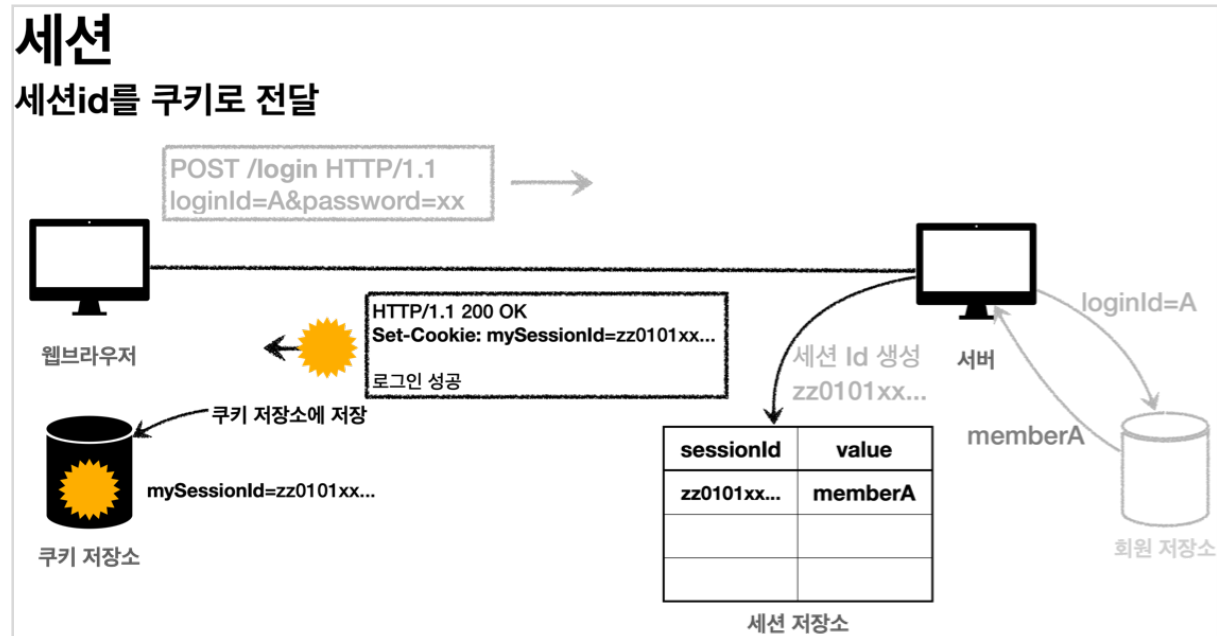 세션
세션id를 쿠키로 전달
POST /login HTTP/1.1
loginId=A&password=xx
웹브라우저
HTTP/1.1 200 OK
Set-Cookie: mySessionId=zz0101xx...
로그인 성공
세션 Id 생성
zz0101xx...
서버
loginId=A
memberA
회원 저장소
쿠키 저장소에 저장
mySessionId=zz0101xx...
쿠키 저장소
sessionId value
zz0101xx... memberA
세션 저장소